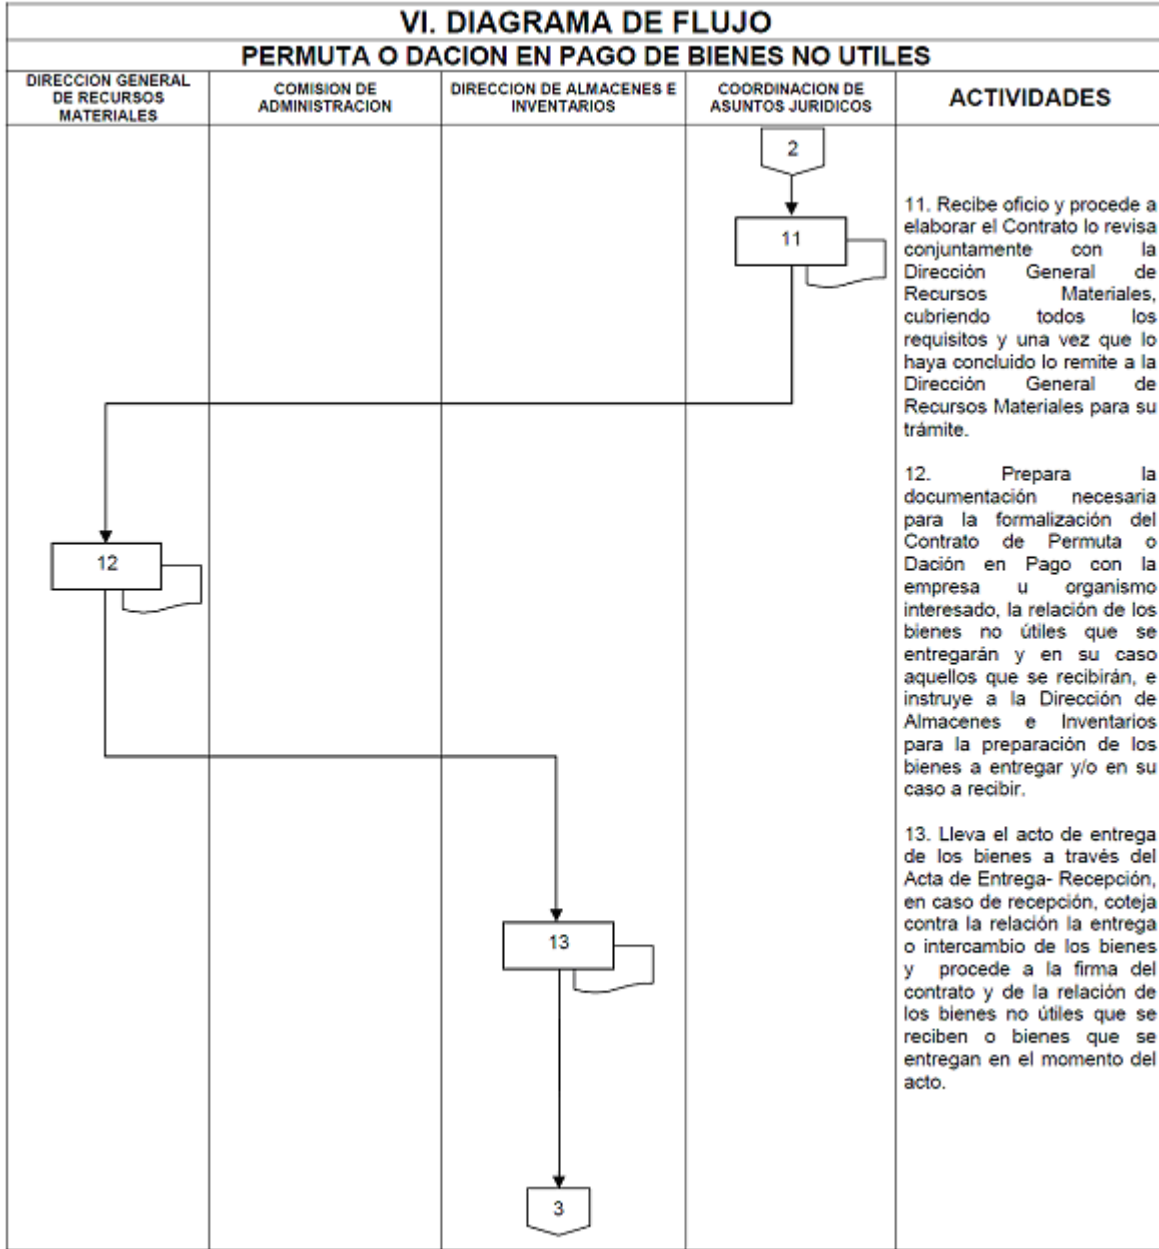 VI. DIAGRAMA DE FLUJO
PERMUTA O DACION EN PAGO DE BIENES NO UTILES
DIRECCION GENERAL
DE RECURSOS
MATERIALES
COMISION DE
ADMINISTRACION
DIRECCION DE ALMACENES E
INVENTARIOS
COORDINACION DE
ASUNTOS JURIDICOS
ACTIVIDADES
2
11
12
13
3
11. Recibe oficio y procede a
elaborar el Contrato lo revisa
conjuntamente con la
Dirección General de
Recursos Materiales,
cubriendo todos los
requisitos y una vez que lo
haya concluido lo remite a la
Dirección General de
Recursos Materiales para su
trámite.
12. Prepara la
documentación necesaria
para la formalización del
Contrato de Permuta o
Dación en Pago con la
empresa u organismo
interesado, la relación de los
bienes no útiles que se
entregarán y en su caso
aquellos que se recibirán, e
instruye a la Dirección de
Almacenes e Inventarios
para la preparación de los
bienes a entregar y/o en su
caso a recibir.
13. Lleva el acto de entrega
de los bienes a través del
Acta de Entrega- Recepción,
en caso de recepción, coteja
contra la relación la entrega
o intercambio de los bienes
y procede a la firma del
contrato y de la relación de
los bienes no útiles que se
reciben o bienes que se
entregan en el momento del
acto.